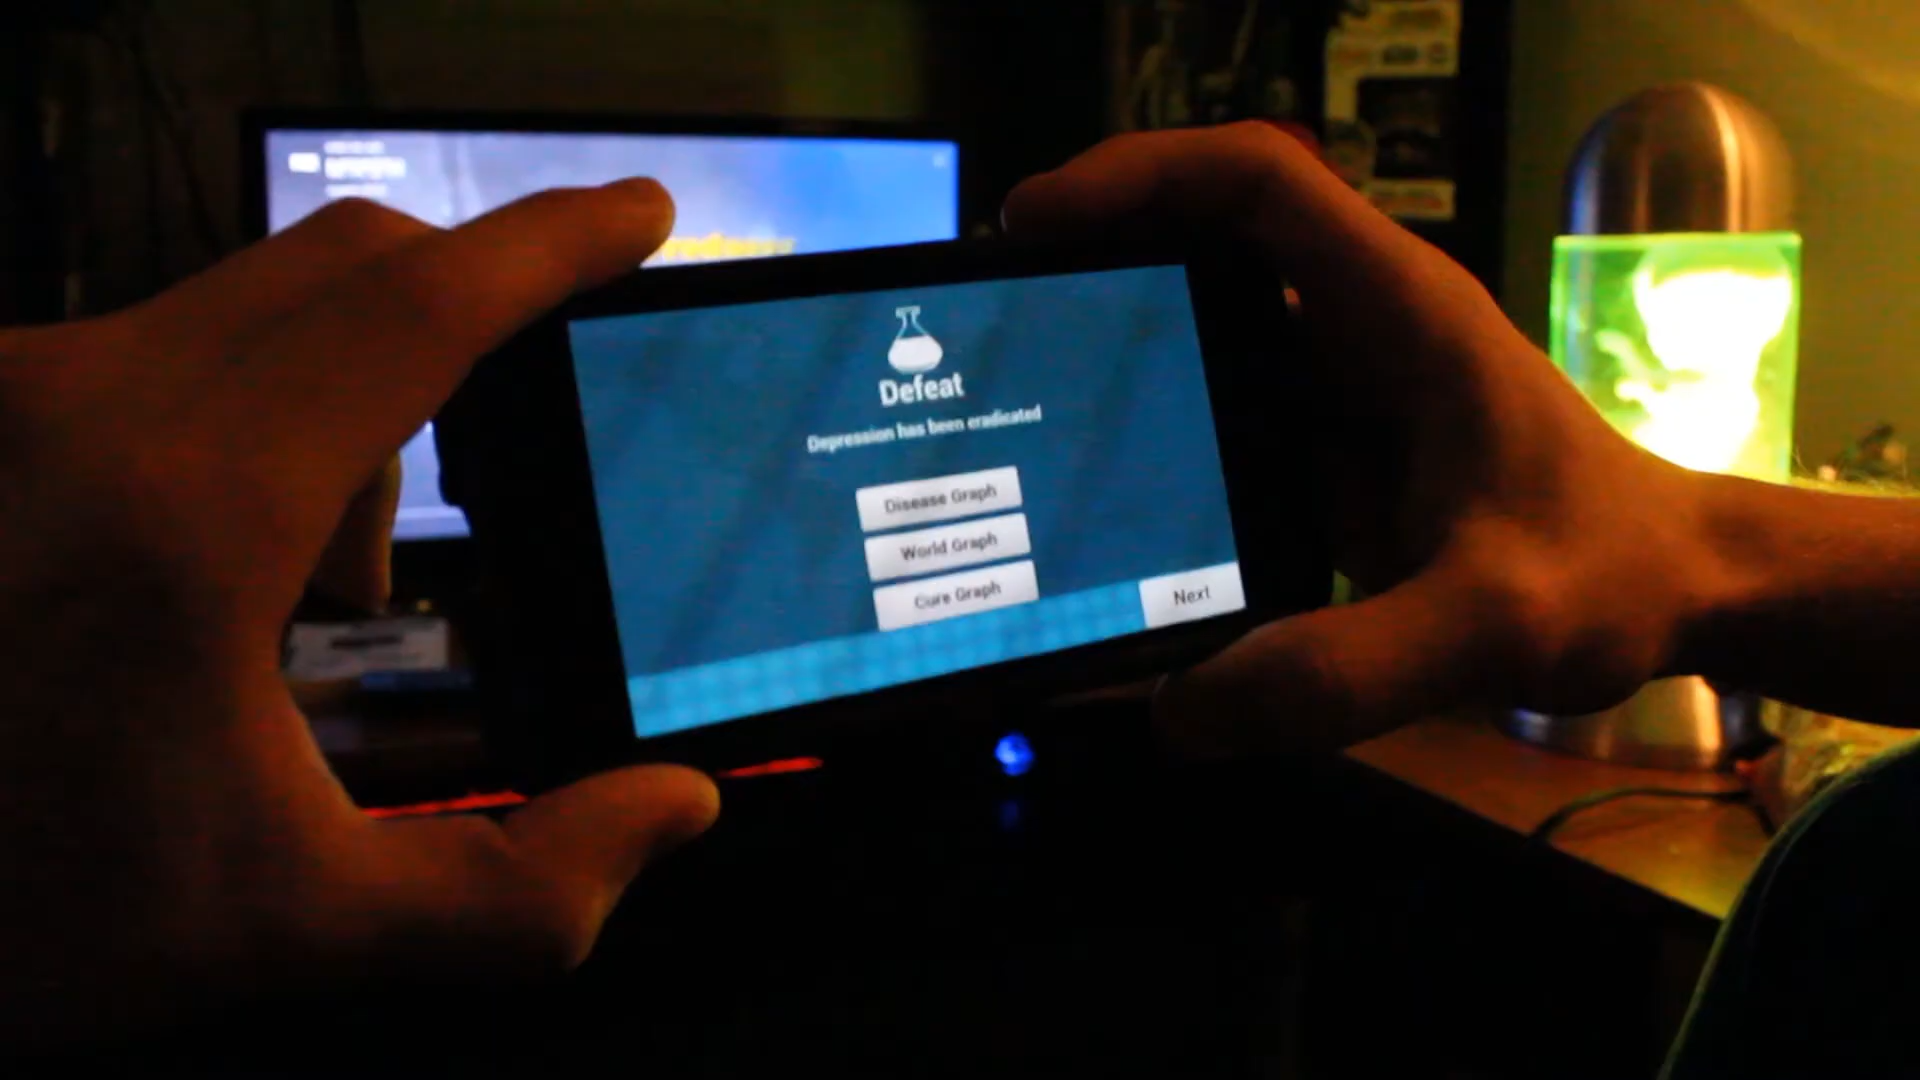 Defeat
Depression has been eradicated
Disease Graph
World Graph
Cure Graph
Next